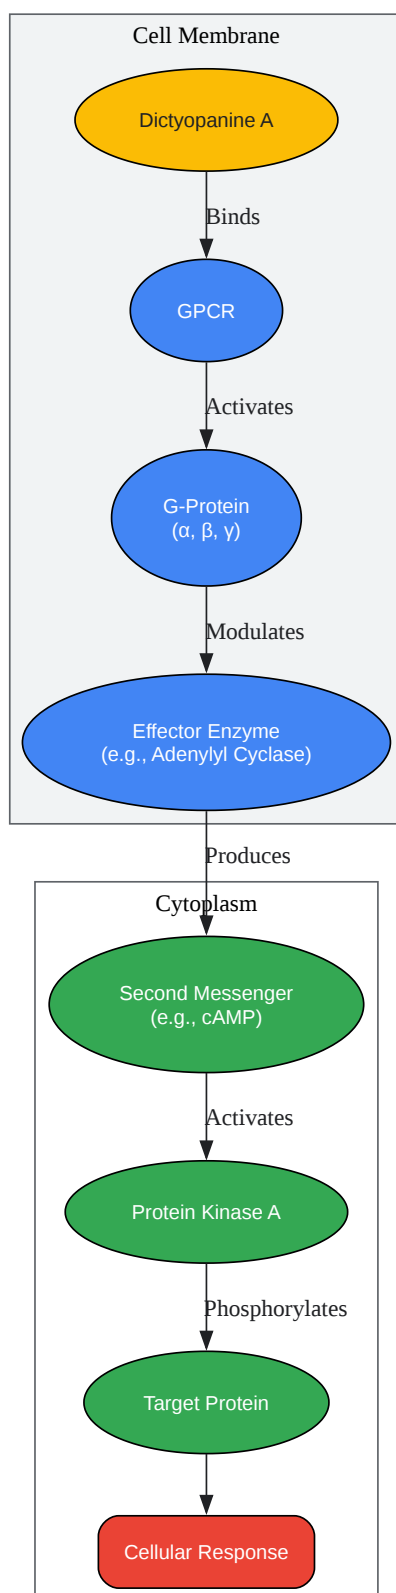 Cell Membrane
Dictyopanine A
Binds
GPCR
Activates
G-Protein
(α, β, γ)
Modulates
Effector Enzyme
(e.g., Adenylyl Cyclase)
Produces
Cytoplasm
Second Messenger
(e.g., cAMP)
Activates
Protein Kinase A
Phosphorylates
Target Protein
Cellular Response